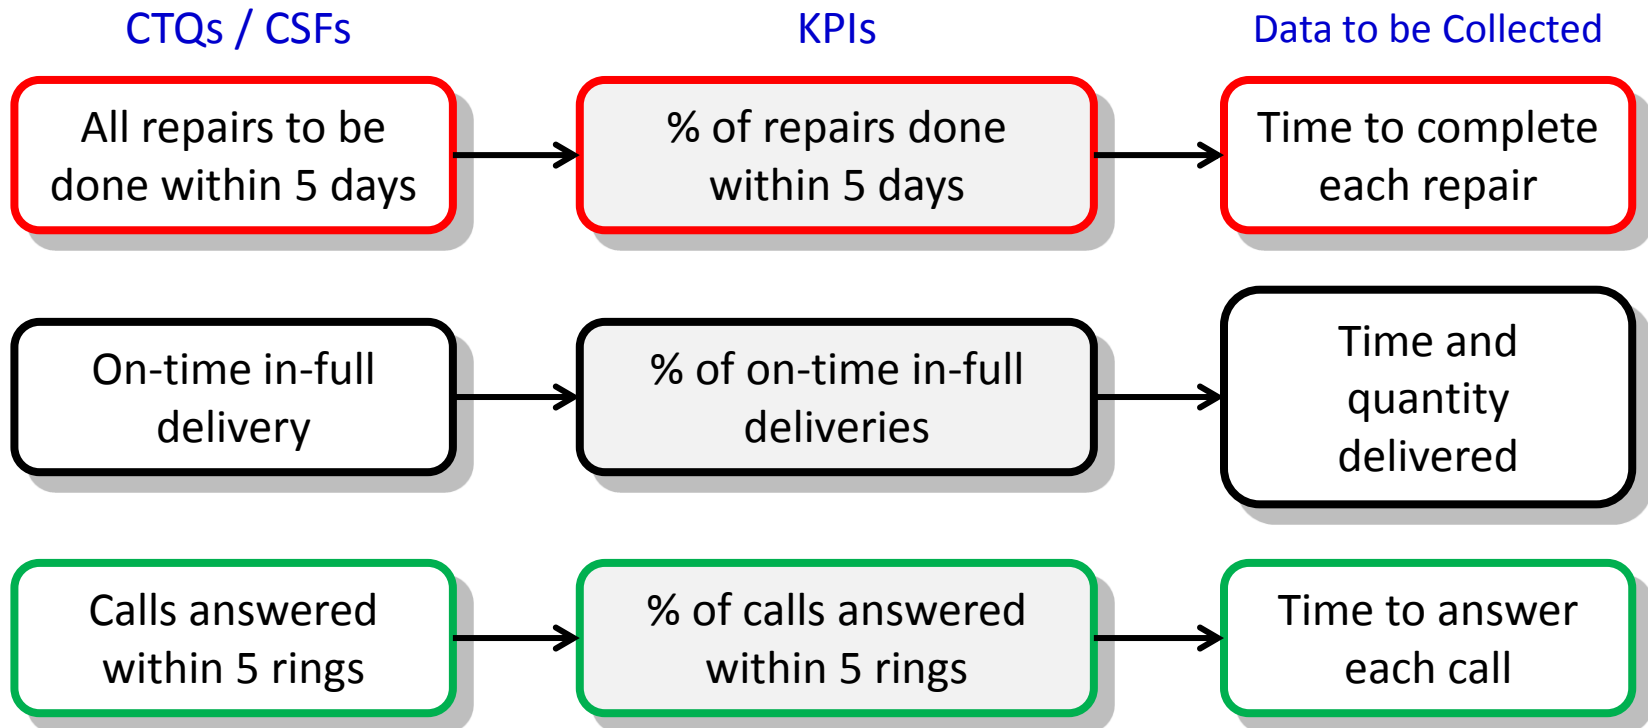 CTQs / CSFs
KPIs
Data to be Collected
All repairs to be
done within 5 days
% of repairs done
within 5 days
Time to complete
each repair
On-time in-full
delivery
% of on-time in-full
deliveries
Time and
quantity
delivered
Calls answered
within 5 rings
% of calls answered
within 5 rings
Time to answer
each call